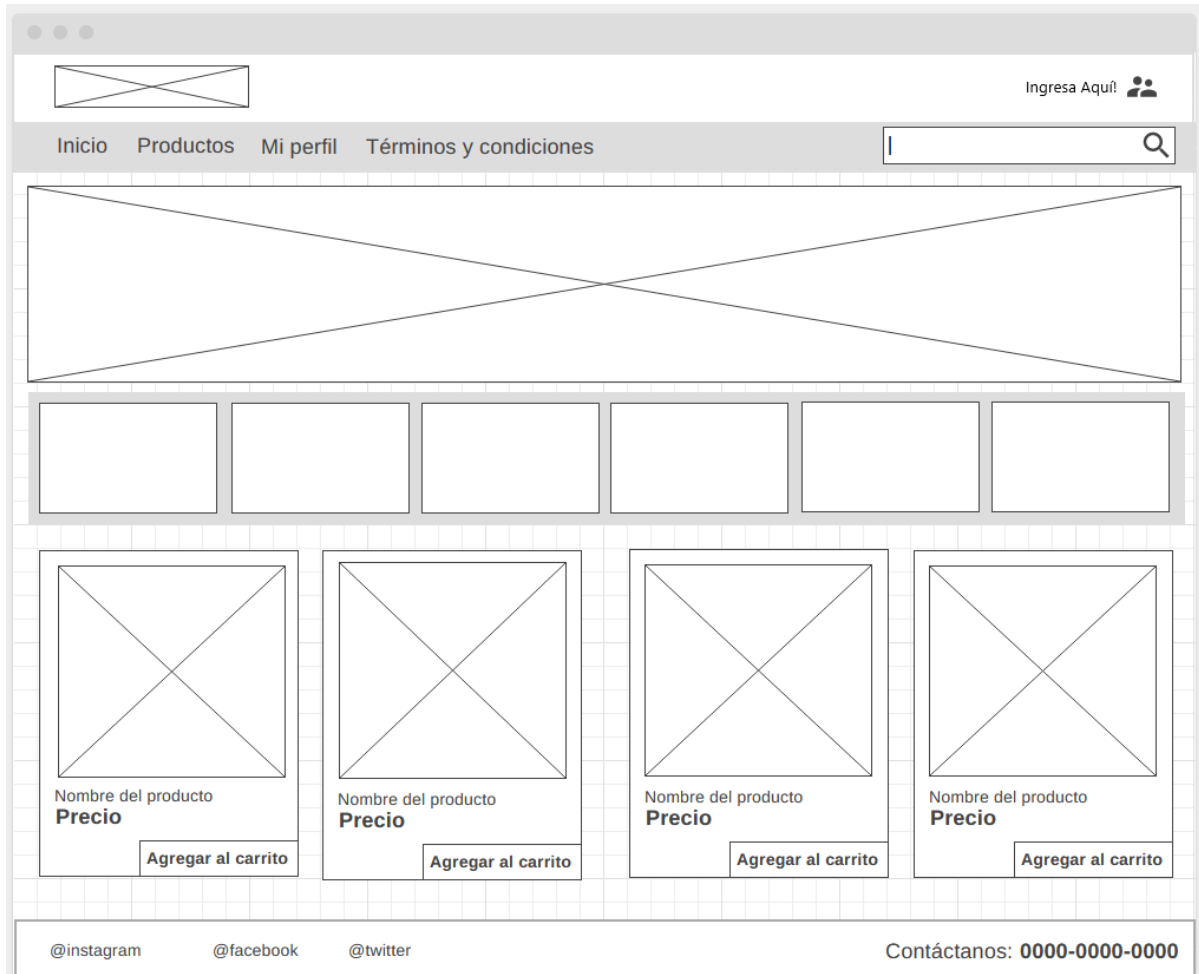 Ingresa Aquí!
Inicio Productos Mi perfil Términos y condiciones
Nombre del producto
Precio
Agregar al carrito
Nombre del producto
Precio
Agregar al carrito
Nombre del producto
Precio
Agregar al carrito
Nombre del producto
Precio
Agregar al carrito
@instagram @facebook @twitter Contáctanos: 0000-0000-0000